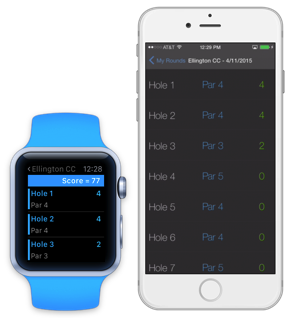 Ellington CC 12:28
Score = 77
Hole 1 4
Par 4
Hole 2 4
Par 4
Hole 3 2
Par 3
AT&T 12:29 PM
My Rounds Ellington CC - 4/11/2015
Hole 1 Par 4 4
Hole 2 Par 4 4
Hole 3 Par 3 2
Hole 4 Par 5 0
Hole 5 Par 4 0
Hole 6 Par 4 0
Hole 7 Par 5 0